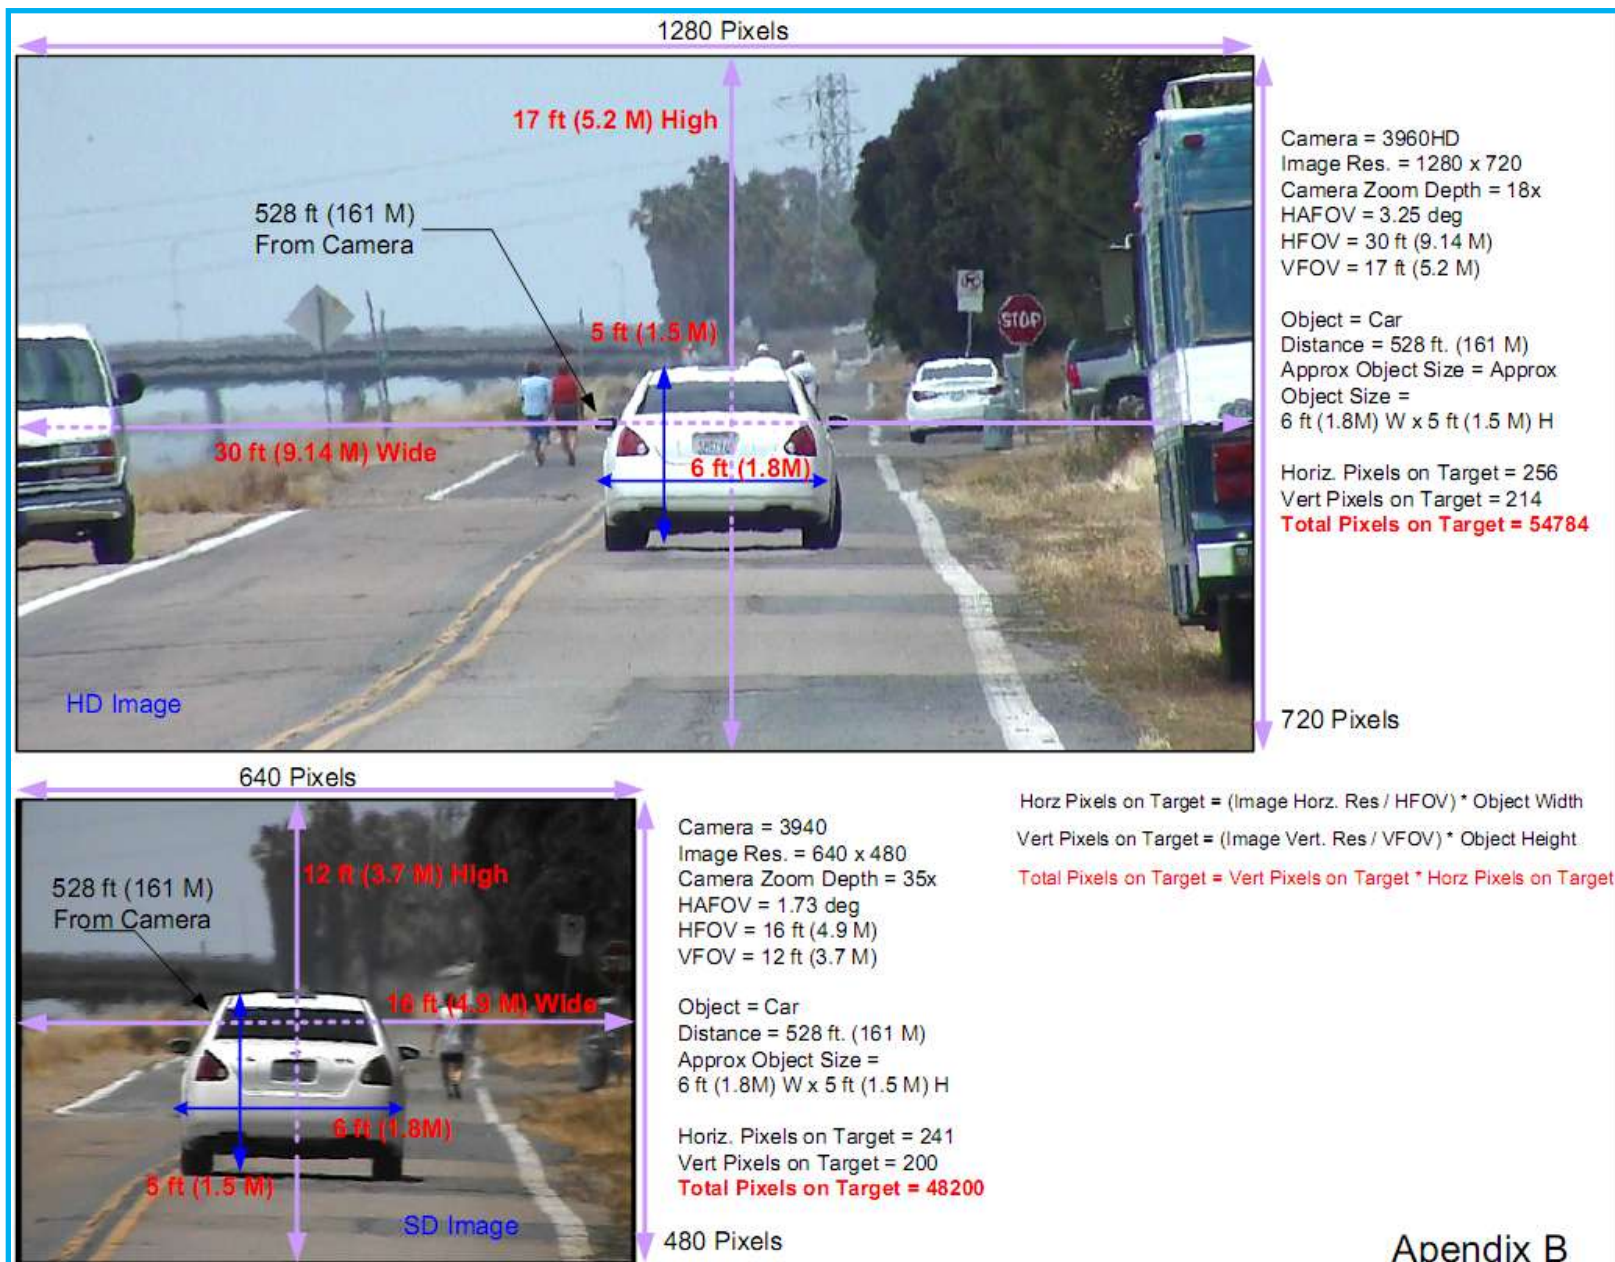 1280 Pixels
17 ft (5.2 M) High
528 ft (161 M)
From Camera
5 ft (1.5 M)
STOP
30 ft (9.14 M) Wide
6 ft (1.8M)
HD Image
720 Pixels
Camera = 3960HD
Image Res. = 1280 x 720
Camera Zoom Depth = 18x
HAFOV = 3.25 deg
HFOV = 30 ft (9.14 M)
VFOV = 17 ft (5.2 M)
Object = Car
Distance = 528 ft. (161 M)
Approx Object Size = Approx
Object Size =
6 ft (1.8M) W x 5 ft (1.5 M) H
Horiz. Pixels on Target = 256
Vert Pixels on Target = 214
Total Pixels on Target = 54784
640 Pixels
12 ft (3.7 M) High
528 ft (161 M)
From Camera
16 ft (4.9 M) Wide
6 ft (1.8M)
5 ft (1.5 M)
SD Image
480 Pixels
Camera = 3940
Image Res. = 640 x 480
Camera Zoom Depth = 35x
HAFOV = 1.73 deg
HFOV = 16 ft (4.9 M)
VFOV = 12 ft (3.7 M)
Object = Car
Distance = 528 ft. (161 M)
Approx Object Size =
6 ft (1.8M) W x 5 ft (1.5 M) H
Horiz. Pixels on Target = 241
Vert Pixels on Target = 200
Total Pixels on Target = 48200
Horz Pixels on Target = (Image Horz. Res / HFOV) * Object Width
Vert Pixels on Target = (Image Vert. Res / VFOV) * Object Height
Total Pixels on Target = Vert Pixels on Target * Horz Pixels on Target
Apendix B